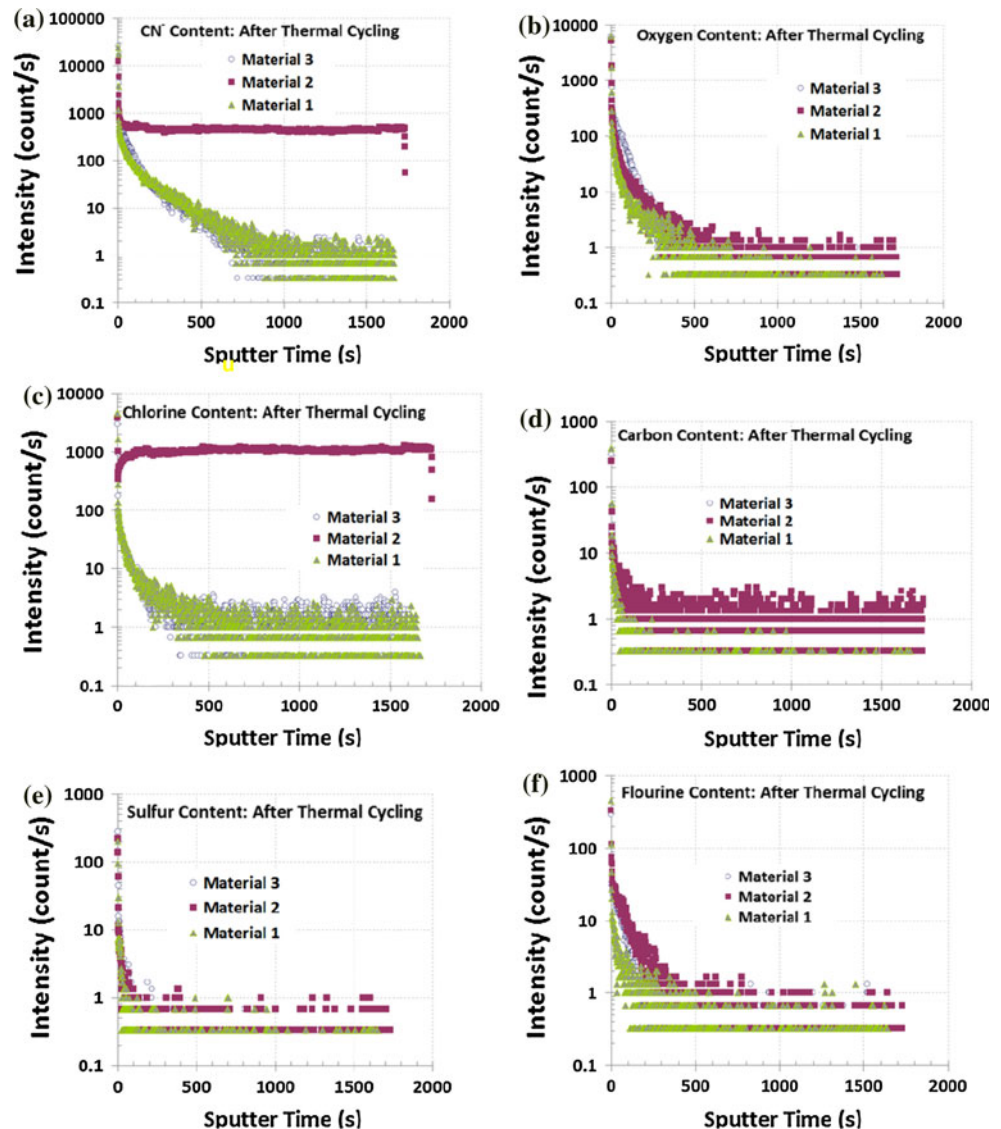 (a)
CN⁻ Content: After Thermal Cycling
Material 3
Material 2
Material 1
Intensity (count/s)
100000
10000
1000
100
10
1
0.1
0 500 1000 1500 2000
Sputter Time (s)
u
(b)
Oxygen Content: After Thermal Cycling
Material 3
Material 2
Material 1
Intensity (count/s)
10000
1000
100
10
1
0.1
0 500 1000 1500 2000
Sputter Time (s)
(c)
Chlorine Content: After Thermal Cycling
Material 3
Material 2
Material 1
Intensity (count/s)
10000
1000
100
10
1
0.1
0 500 1000 1500 2000
Sputter Time (s)
(d)
Carbon Content: After Thermal Cycling
Material 3
Material 2
Material 1
Intensity (count/s)
1000
100
10
1
0.1
0 500 1000 1500 2000
Sputter Time (s)
(e)
Sulfur Content: After Thermal Cycling
Material 3
Material 2
Material 1
Intensity (count/s)
1000
100
10
1
0.1
0 500 1000 1500 2000
Sputter Time (s)
(f)
Flourine Content: After Thermal Cycling
Material 3
Material 2
Material 1
Intensity (count/s)
1000
100
10
1
0.1
0 500 1000 1500 2000
Sputter Time (s)